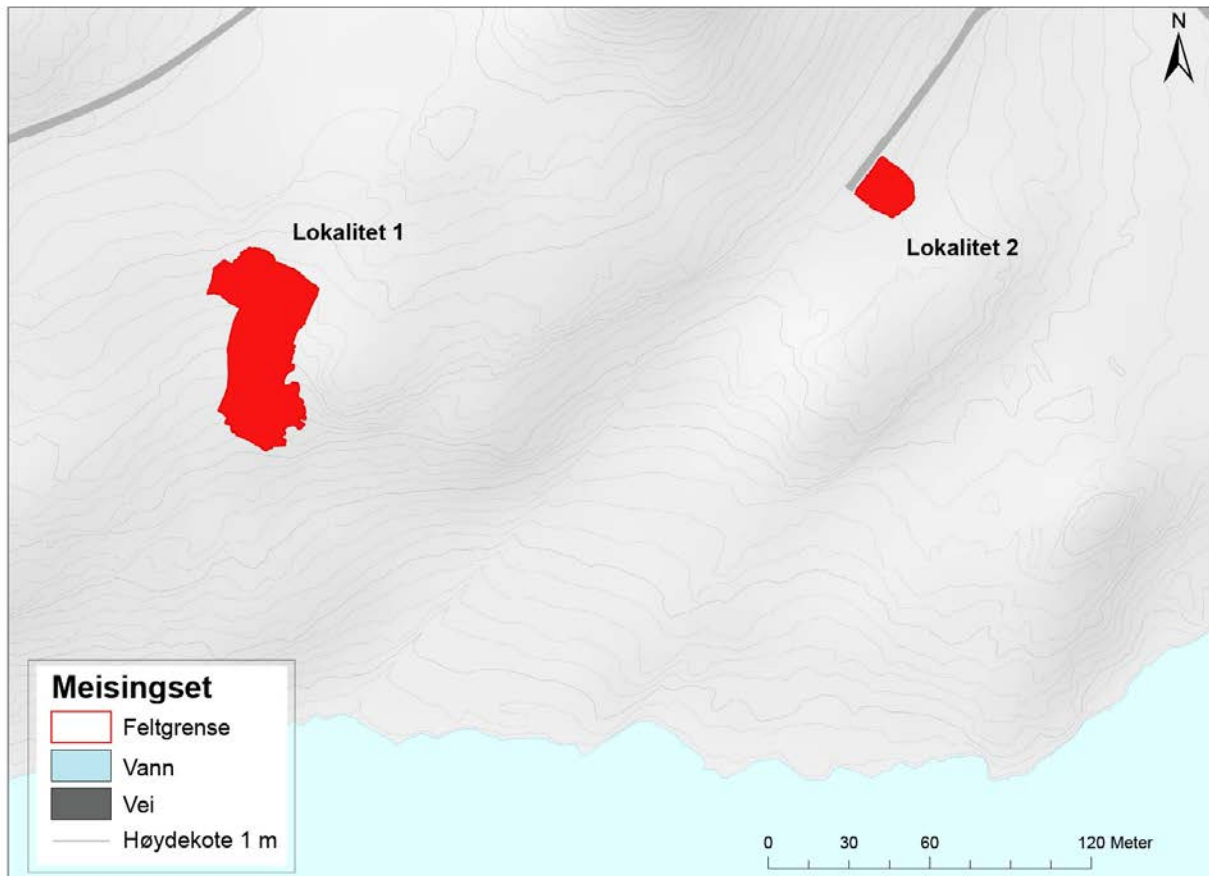 N
Lokalitet 1
Lokalitet 2
Meisingset
Feltgrense
Vann
Vei
Høydekote 1 m
0 30 60 120 Meter